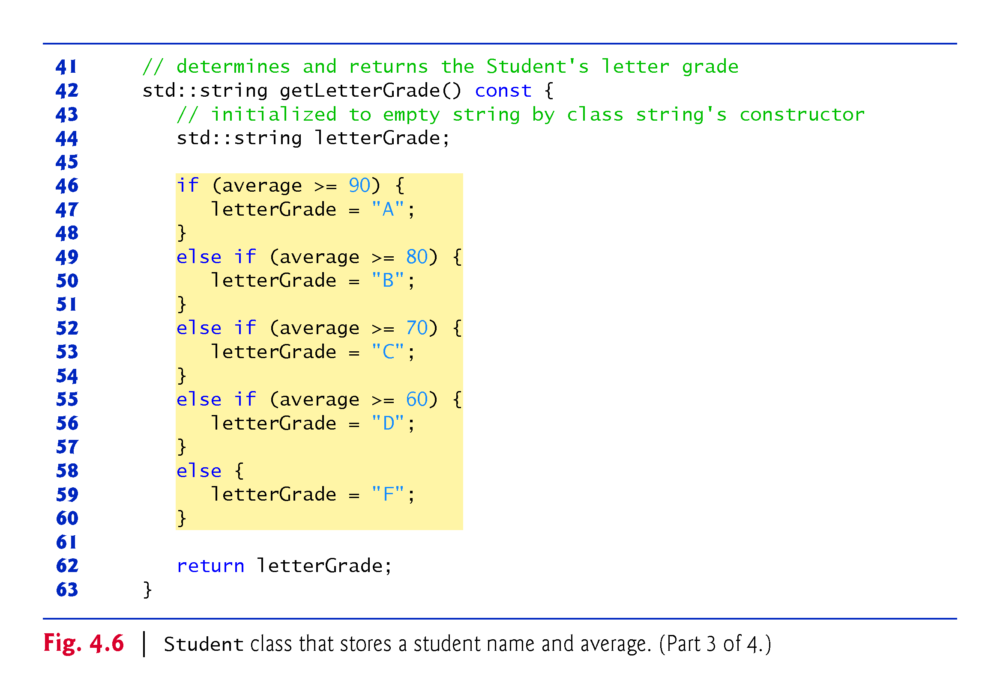 41 // determines and returns the Student's letter grade
42 std::string getLetterGrade() const {
43 // initialized to empty string by class string's constructor
44 std::string letterGrade;
45
46 if (average >= 90) {
47 letterGrade = "A";
48 }
49 else if (average >= 80) {
50 letterGrade = "B";
51 }
52 else if (average >= 70) {
53 letterGrade = "C";
54 }
55 else if (average >= 60) {
56 letterGrade = "D";
57 }
58 else {
59 letterGrade = "F";
60 }
61
62 return letterGrade;
63 }
Fig. 4.6 | Student class that stores a student name and average. (Part 3 of 4.)